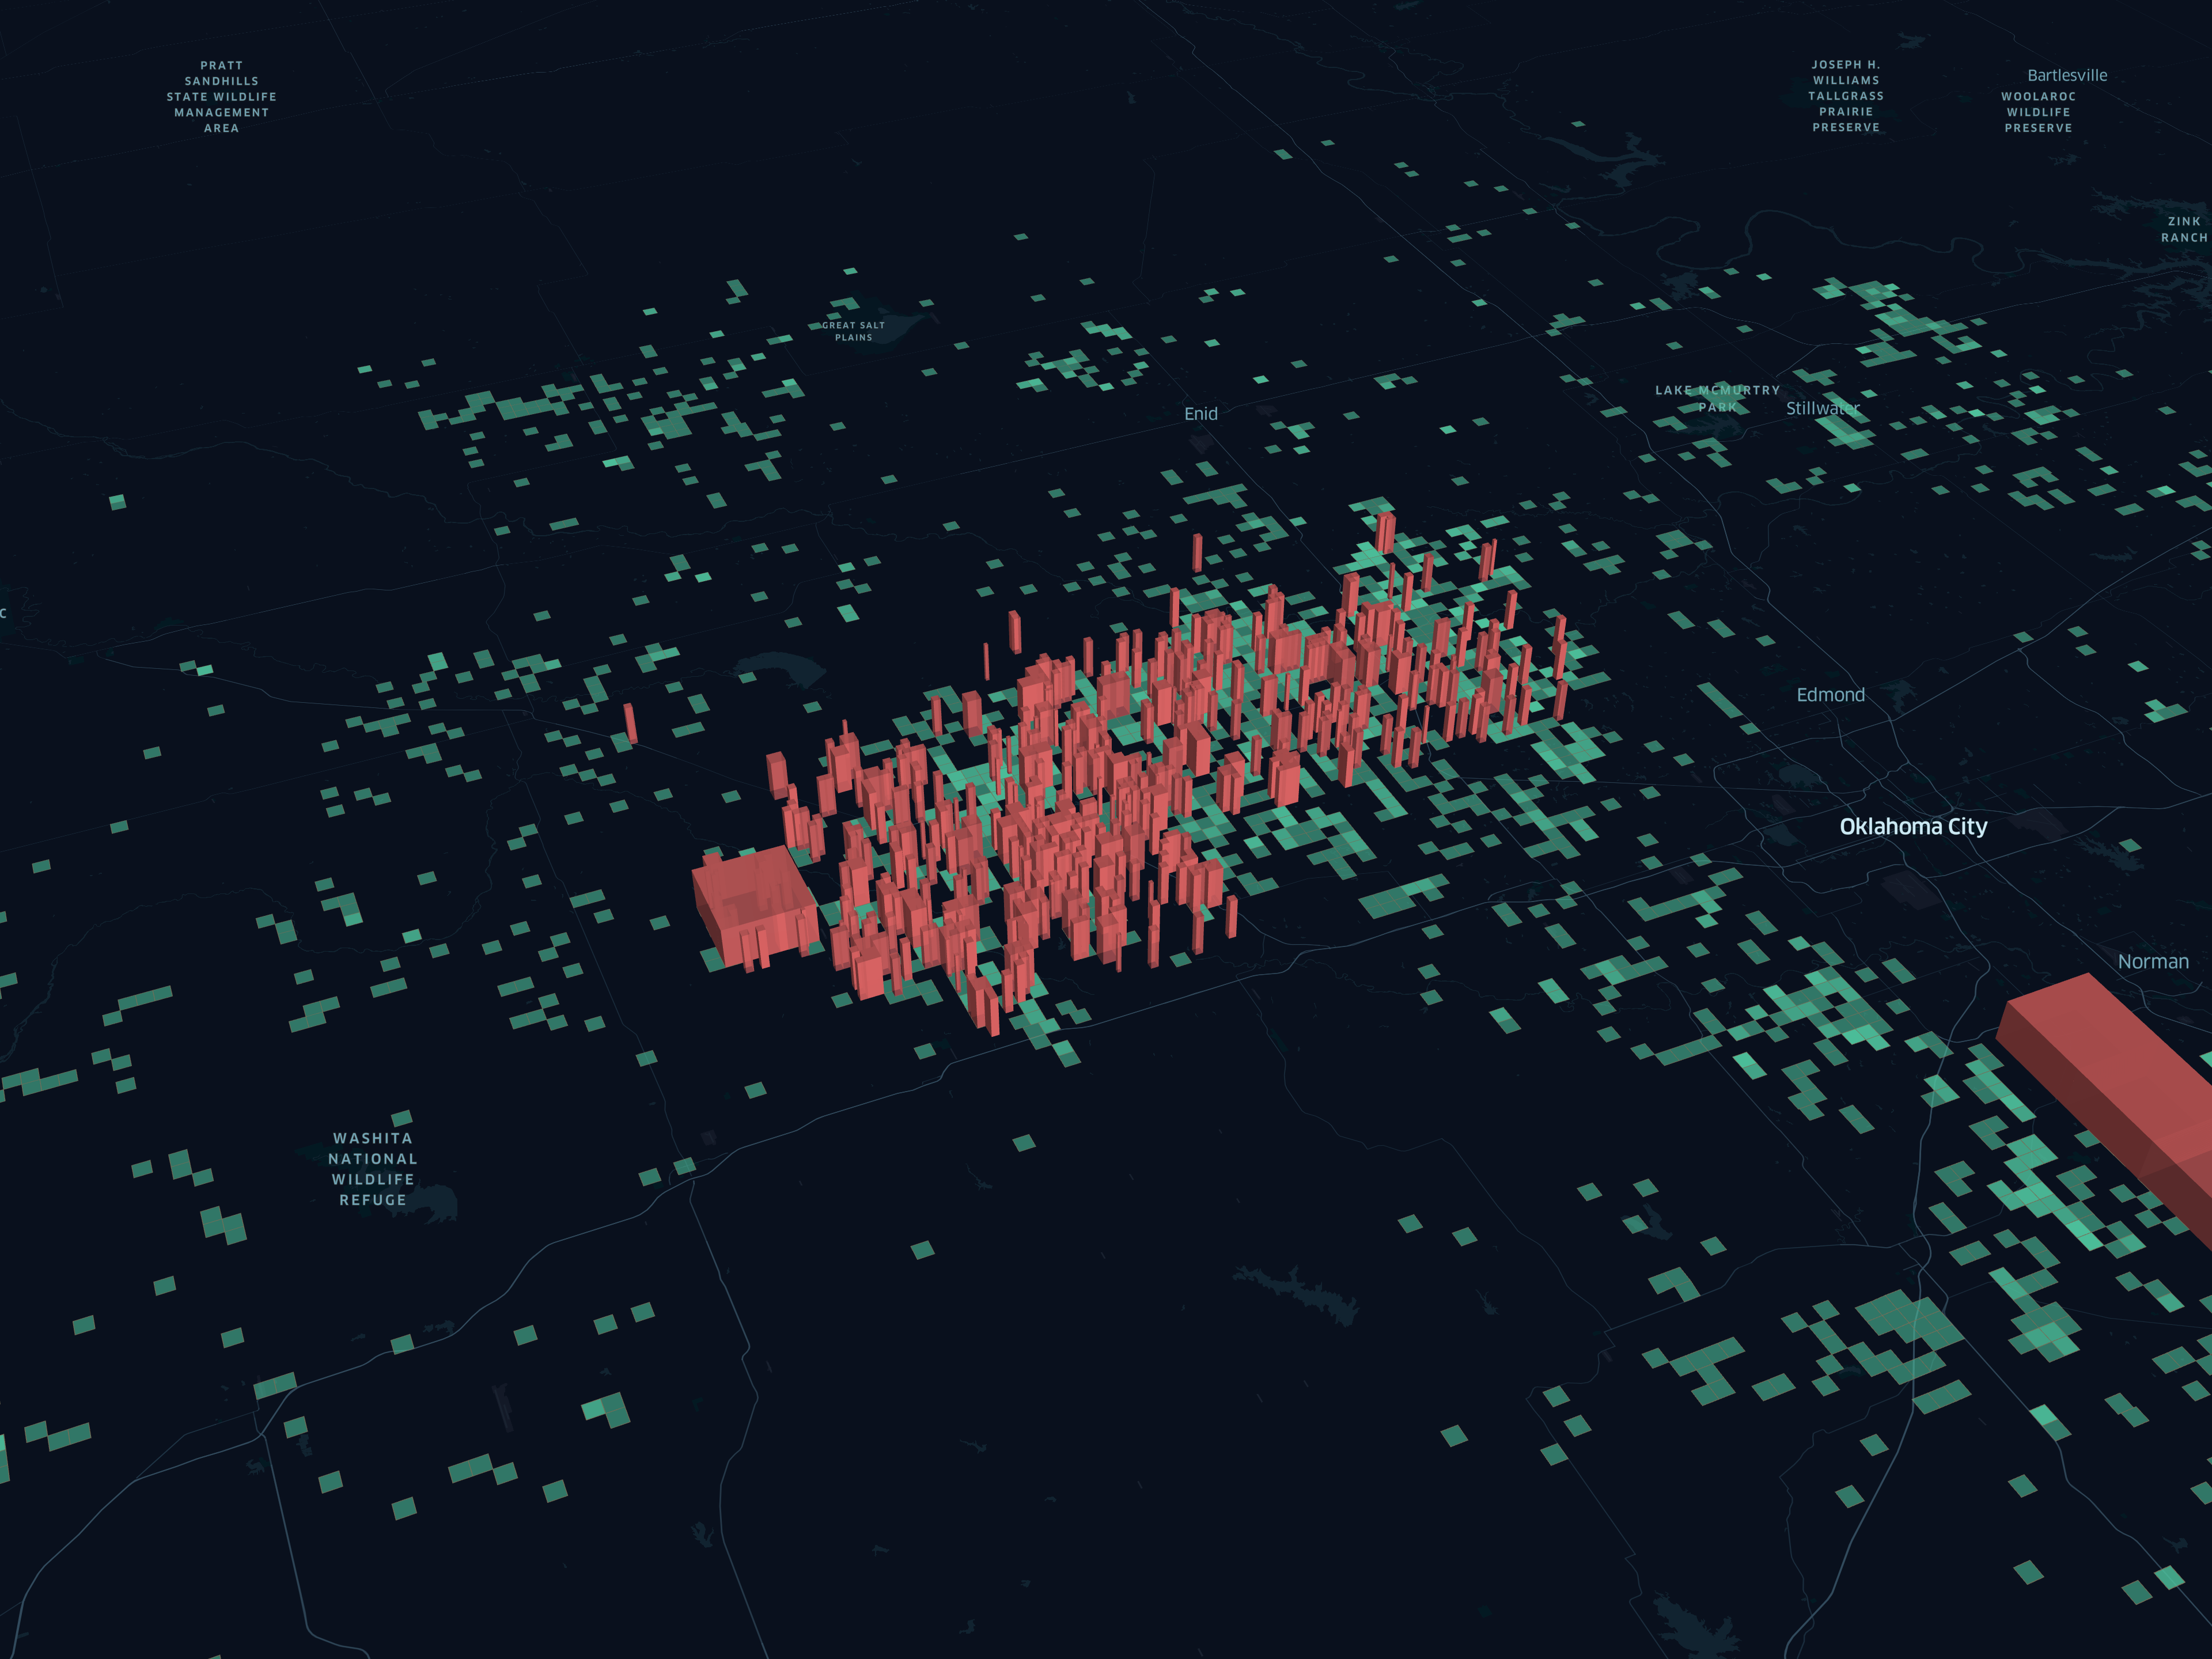 PRATT
SANDHILLS
STATE WILDLIFE
MANAGEMENT
AREA
JOSEPH H.
WILLIAMS
TALLGRASS
PRAIRIE
PRESERVE
Bartlesville
WOOLAROC
WILDLIFE
PRESERVE
ZINK
RANCH
GREAT SALT
PLAINS
Enid
LAKE MCMURTRY
PARK
Stillwater
C
Edmond
Oklahoma City
Norman
WASHITA
NATIONAL
WILDLIFE
REFUGE